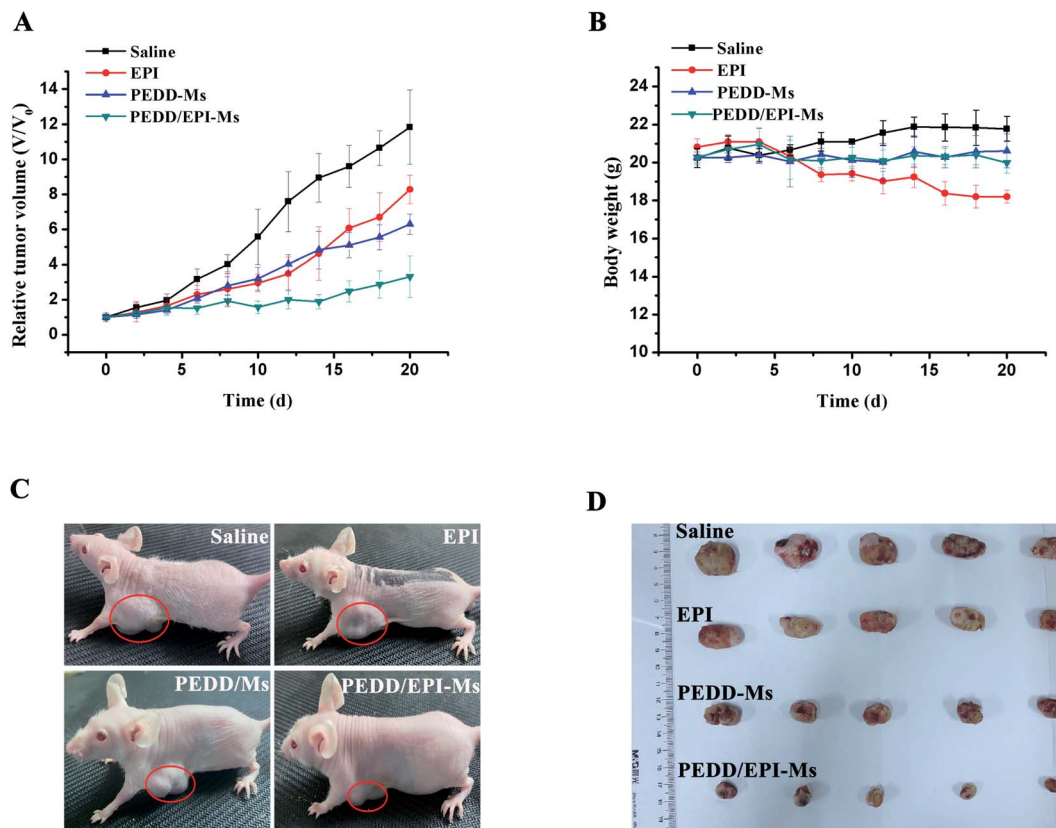 A
Saline
EPI
PEDD-Ms
PEDD/EPI-Ms
Relative tumor volume (V/V₀)
14
12
10
8
6
4
2
0
0 5 10 15 20
Time (d)
B
Saline
EPI
PEDD-Ms
PEDD/EPI-Ms
Body weight (g)
24
22
20
18
16
14
12
10
0 5 10 15 20
Time (d)
C
Saline
EPI
PEDD/Ms
PEDD/EPI-Ms
D
Saline
EPI
PEDD-Ms
PEDD/EPI-Ms